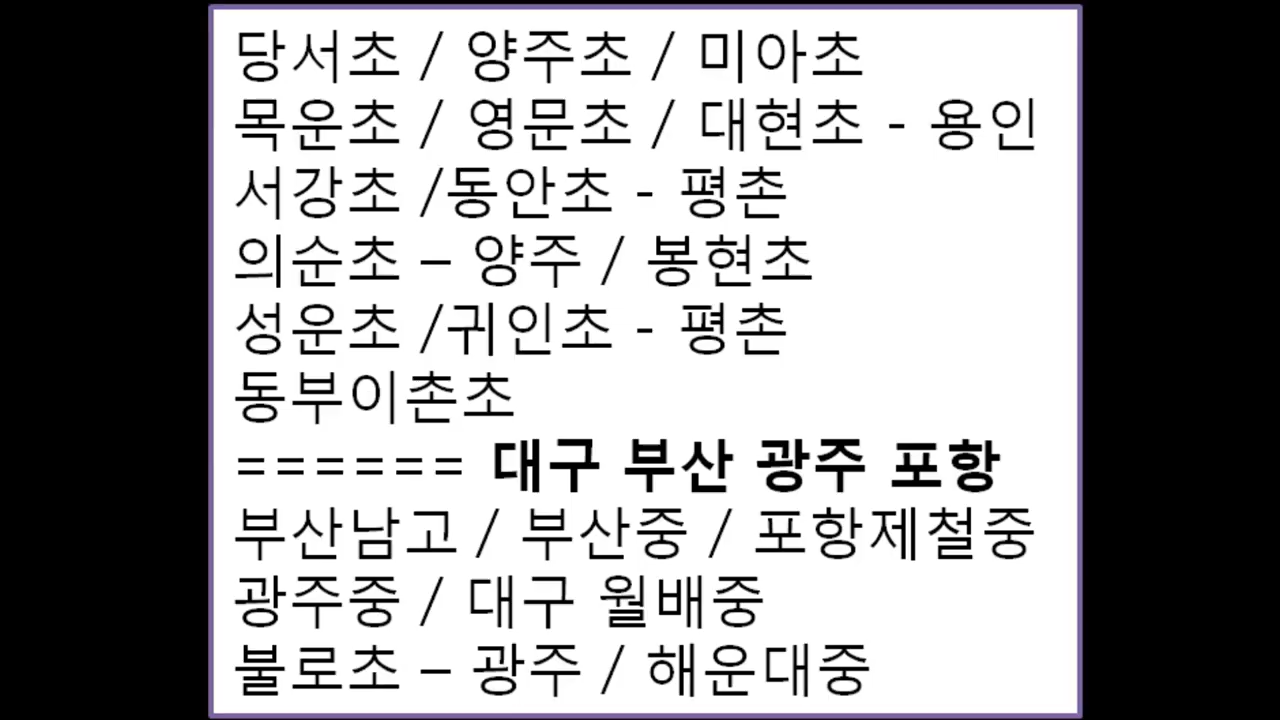 당서초 / 양주초 / 미아초
목운초 / 영문초 / 대현초 - 용인
서강초 /동안초 - 평촌
의순초 – 양주 / 봉현초
성운초 /귀인초 - 평촌
동부이촌초
====== 대구 부산 광주 포항
부산남고 / 부산중 / 포항제철중
광주중 / 대구 월배중
불로초 – 광주 / 해운대중